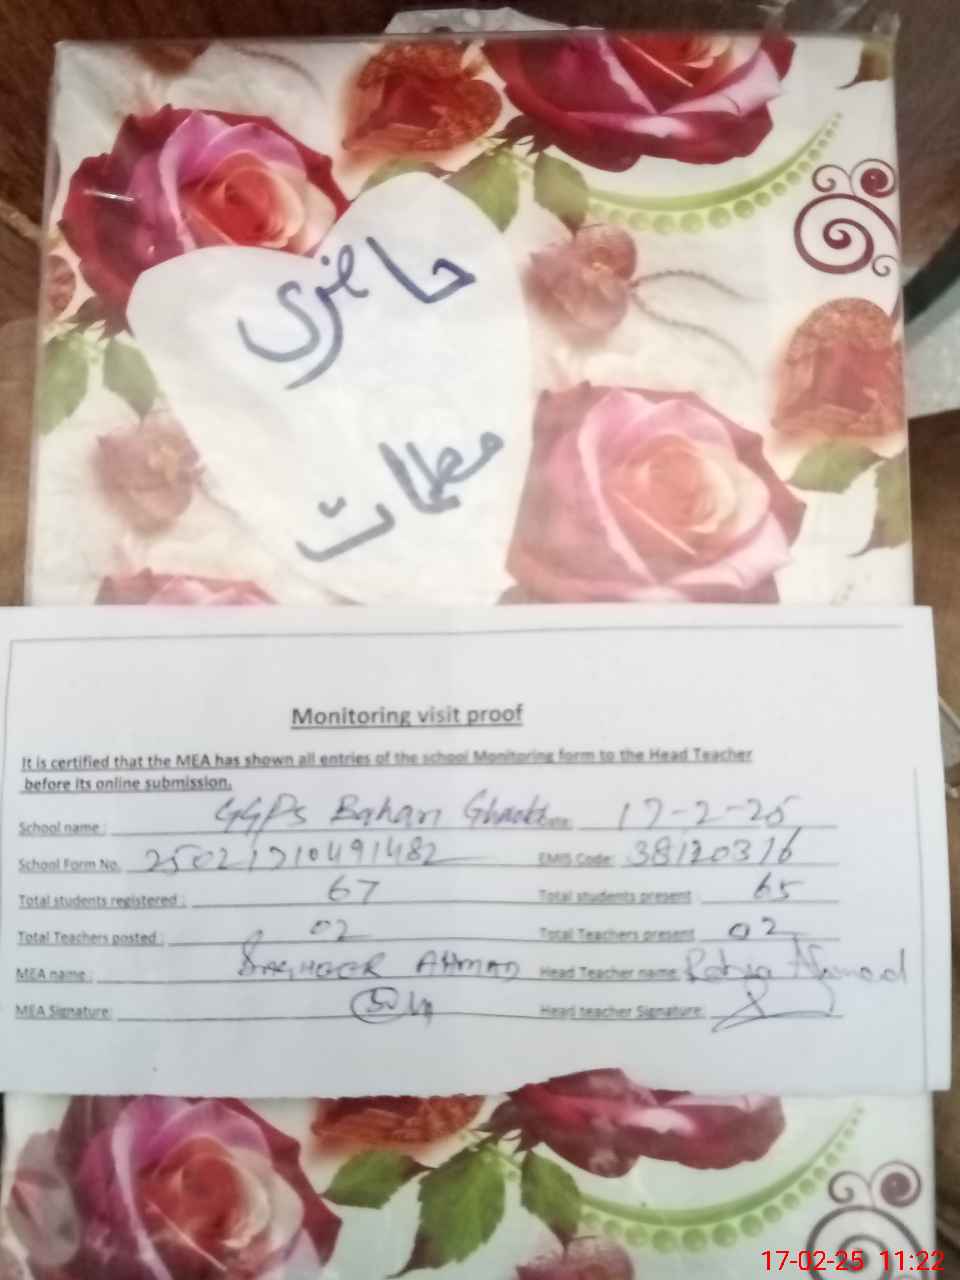 حاضری
معلمات
Monitoring visit proof
It is certified that the MEA has shown all entries of the school Monitoring form to the Head Teacher
before its online submission.
School name: GGPS Bahari Date: 17-2-25
School Form No. 25021710491482 EMIS Code: 38120316
Total students registered: 67 Total students present 65
Total Teachers posted: 02 Total Teachers present 02
MEA name: AHMAD Head Teacher name: Rabia Ahmad
MEA Signature: Head teacher Signature:
17-02-25 11:22